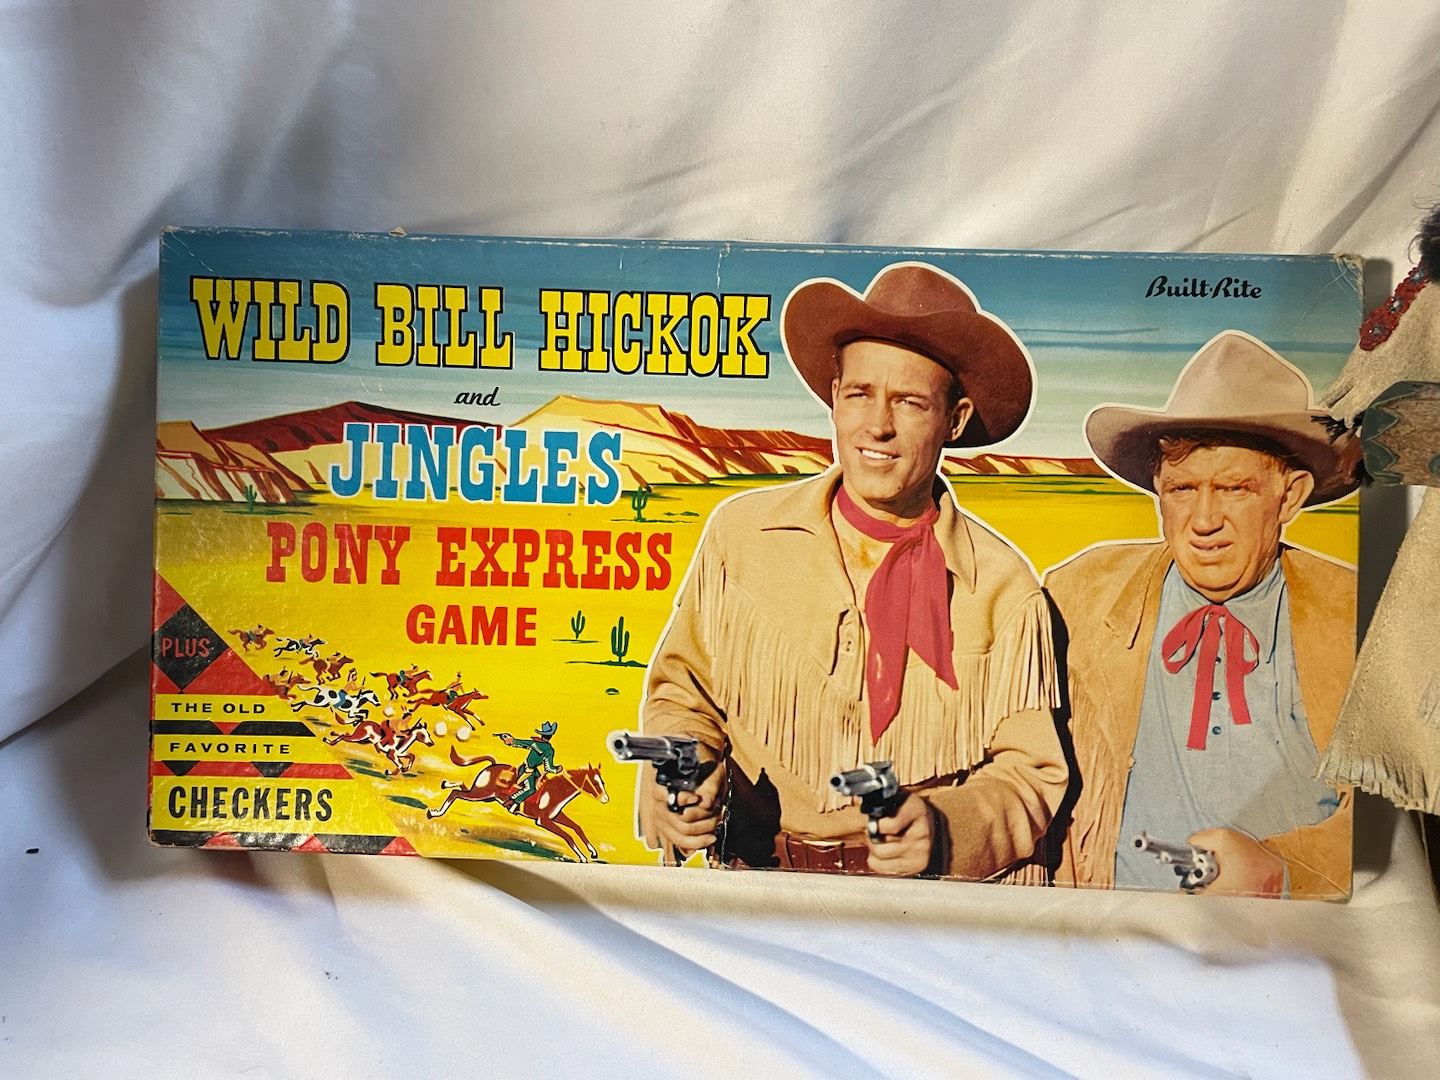 Built-Rite
WILD BILL HICKOK
and
JINGLES
PONY EXPRESS
GAME
PLUS
THE OLD
FAVORITE
CHECKERS